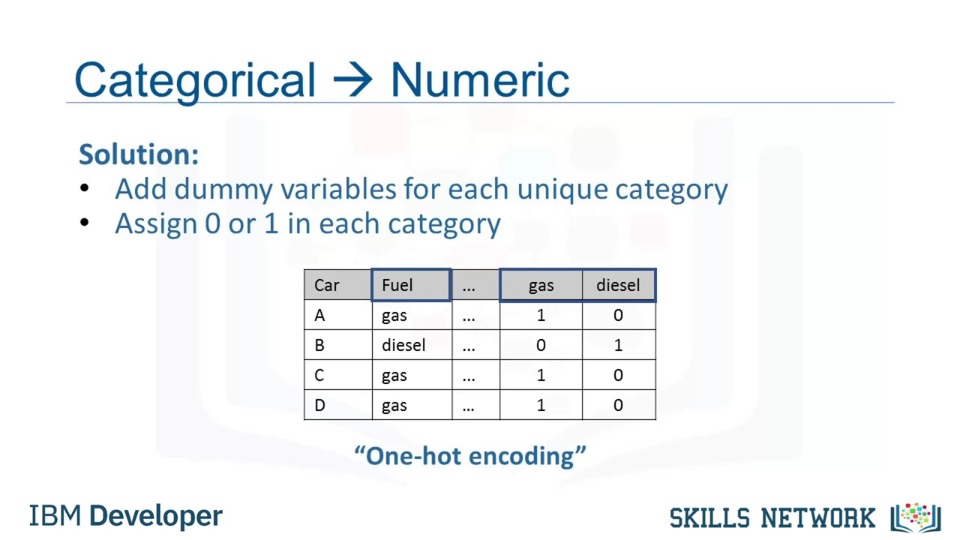 Categorical → Numeric
Solution:
• Add dummy variables for each unique category
• Assign 0 or 1 in each category
Car Fuel ... gas diesel
A gas ... 1 0
B diesel ... 0 1
C gas ... 1 0
D gas ... 1 0
“One-hot encoding”
IBM Developer
SKILLS NETWORK